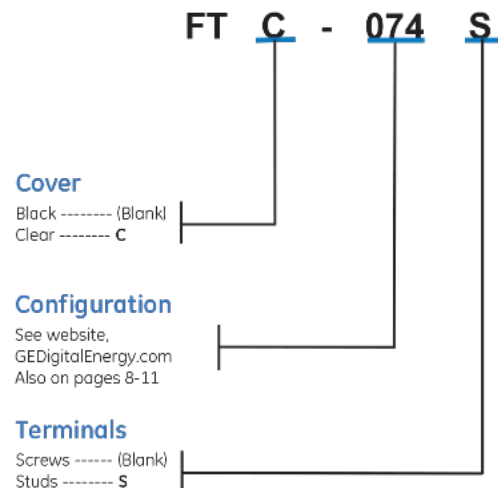 FT C - 074 S
Cover
Black -------- (Blank)
Clear -------- C
Configuration
See website,
GEDigitalEnergy.com
Also on pages 8-11
Terminals
Screws ------ (Blank)
Studs -------- S